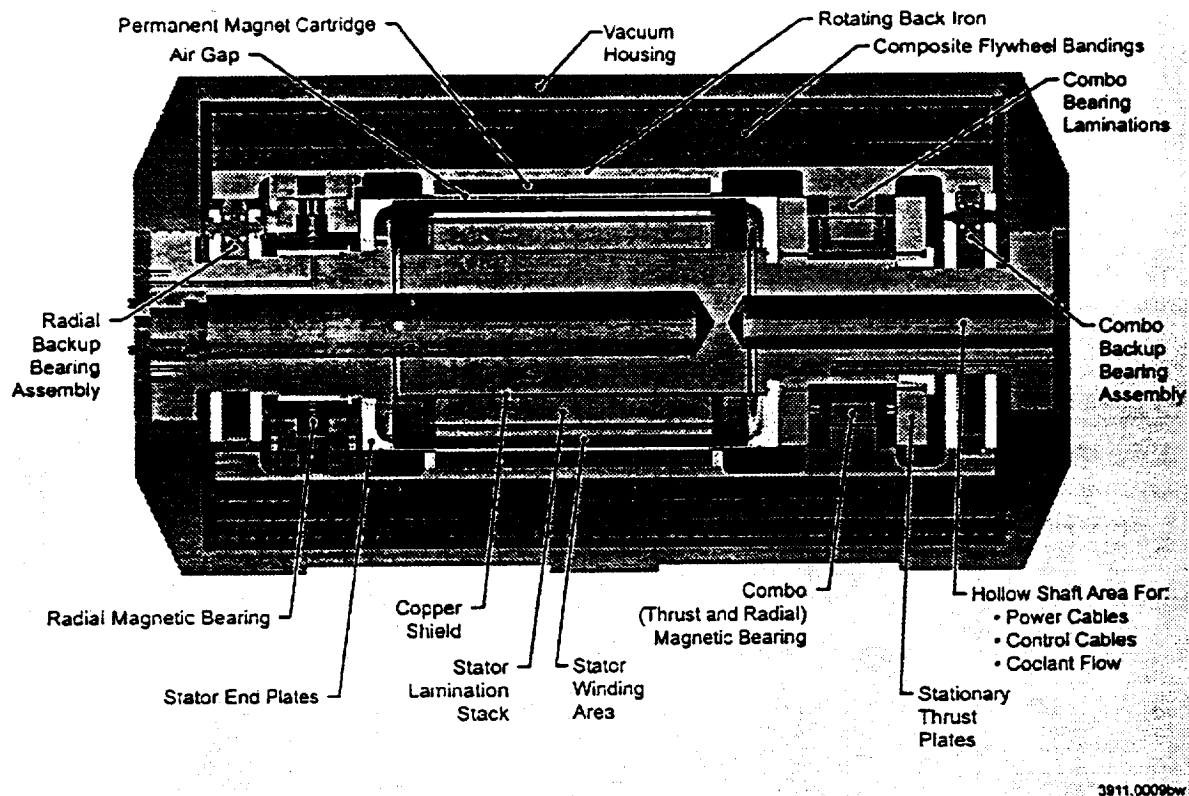 Permanent Magnet Cartridge
Air Gap
Vacuum
Housing
Rotating Back Iron
Composite Flywheel Bandings
Combo
Bearing
Laminations
Radial
Backup
Bearing
Assembly
Combo
Backup
Bearing
Assembly
Radial Magnetic Bearing
Stator End Plates
Copper
Shield
Stator
Lamination
Stack
Stator
Winding
Area
Combo
(Thrust and Radial)
Magnetic Bearing
Stationary
Thrust
Plates
Hollow Shaft Area For:
• Power Cables
• Control Cables
• Coolant Flow
3911.0009bw